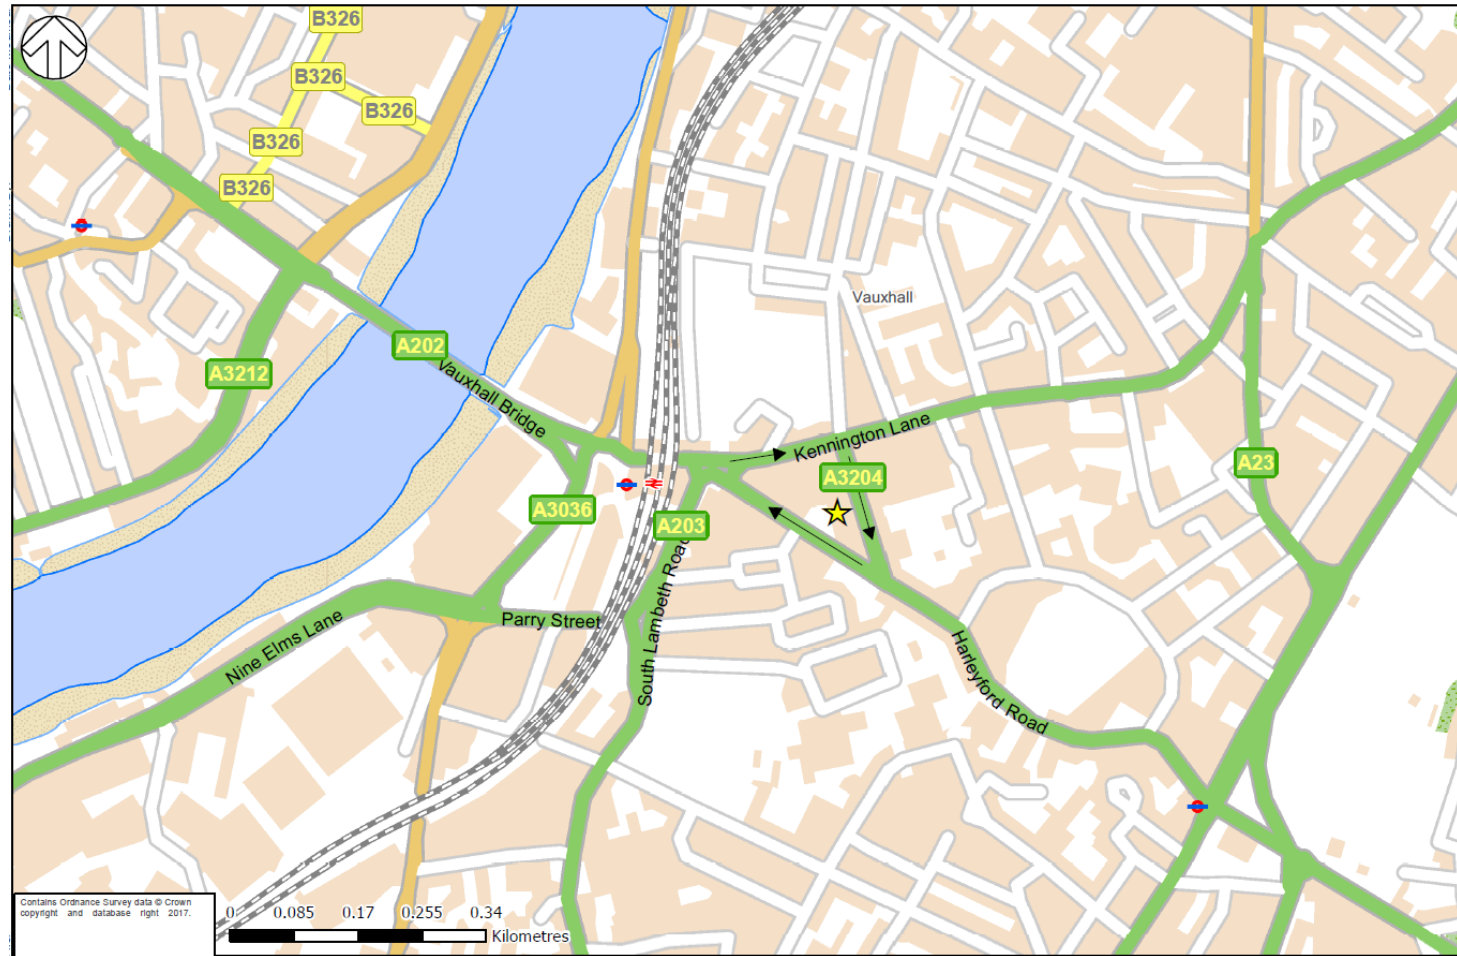 B326
B326
B326
B326
B326
Vauxhall
A202
Vauxhall Bridge
A3212
Kennington Lane
A3204
A23
A3036
A203
South Lambeth Road
Parry Street
Nine Elms Lane
Harleyford Road
Contains Ordnance Survey data © Crown
copyright and database right 2017.
0 0.085 0.17 0.255 0.34
Kilometres